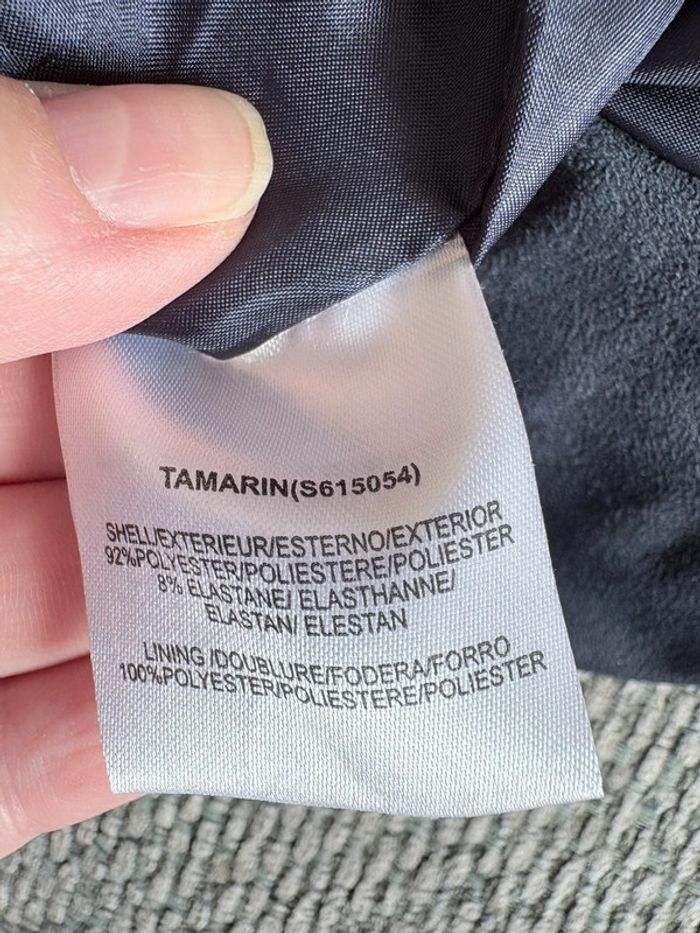 TAMARIN(S615054)
SHELL/EXTERIEUR/ESTERNO/EXTERIOR
92%POLYESTER/POLIESTERE/POLIESTER
8% ELASTANE/ ELASTHANNE/
ELASTAN/ ELESTAN
LINING /DOUBLURE/FODERA/FORRO
100%POLYESTER/POLIESTERE/POLIESTER